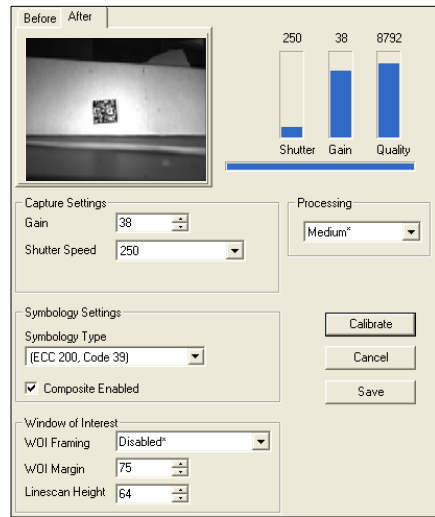 Before After
250 38 8792
Shutter Gain Quality
Capture Settings
Gain 38
Shutter Speed 250
Processing
Medium*
Symbology Settings
Symbology Type
(ECC 200, Code 39)
Composite Enabled
Calibrate
Cancel
Save
Window of Interest
WOI Framing Disabled*
WOI Margin 75
Linescan Height 64